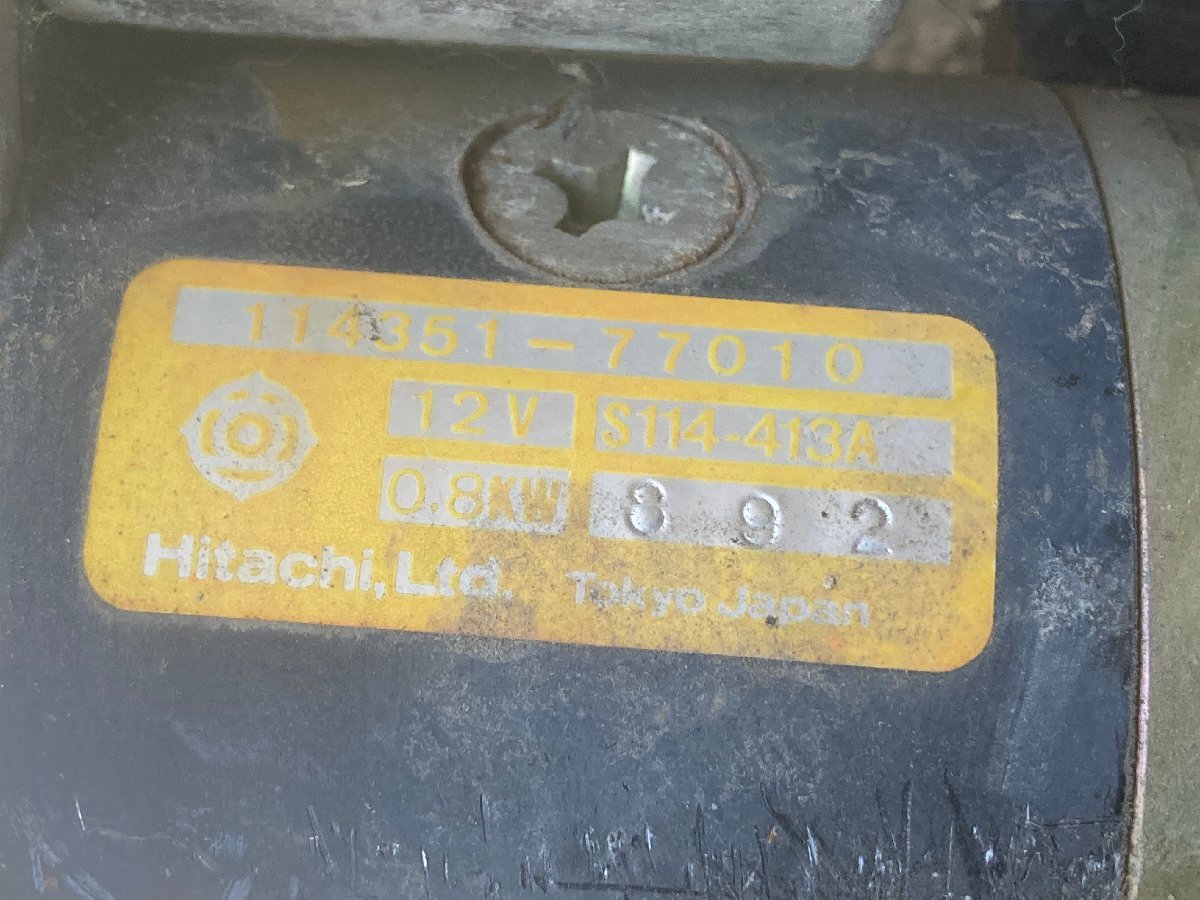 114351-77010
12V S114-413A
0.8KW 892
Hitachi, Ltd. Tokyo Japan